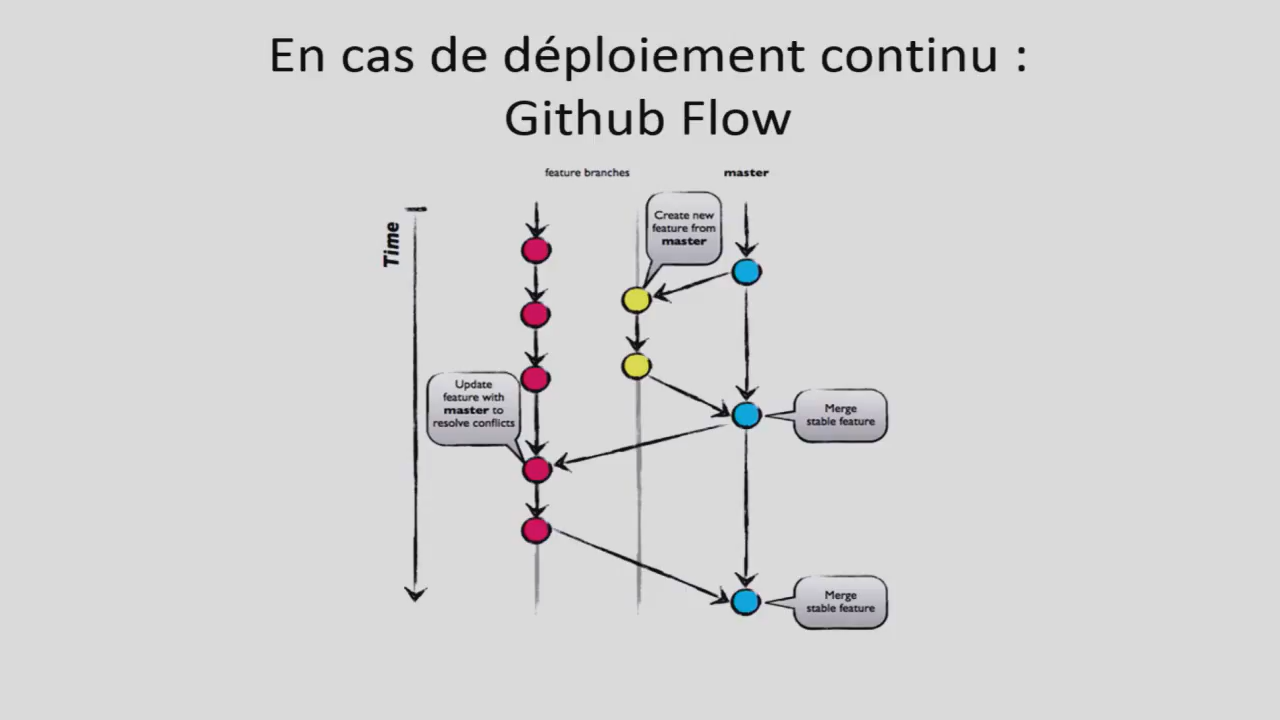 En cas de déploiement continu :
Github Flow
feature branches
master
Time
Create new
feature from
master
Update
feature with
master to
resolve conflicts
Merge
stable feature
Merge
stable feature